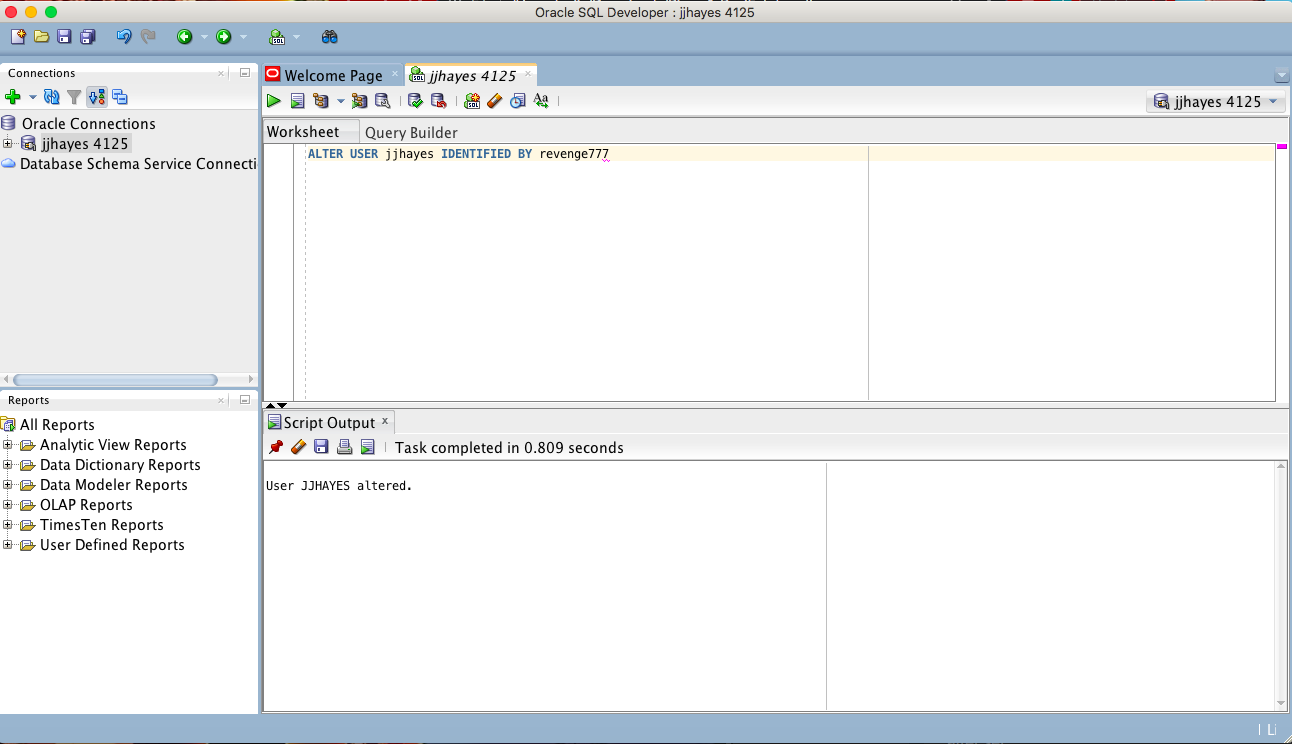 Oracle SQL Developer : jjhayes 4125
Connections
Oracle Connections
jjhayes 4125
Database Schema Service Connecti
Reports
All Reports
Analytic View Reports
Data Dictionary Reports
Data Modeler Reports
OLAP Reports
TimesTen Reports
User Defined Reports
Welcome Page
jjhayes 4125
SQL
Aa
jjhayes 4125
Worksheet
Query Builder
ALTER USER jjhayes IDENTIFIED BY revenge777
Script Output
Task completed in 0.809 seconds
User JJHAYES altered.
Li